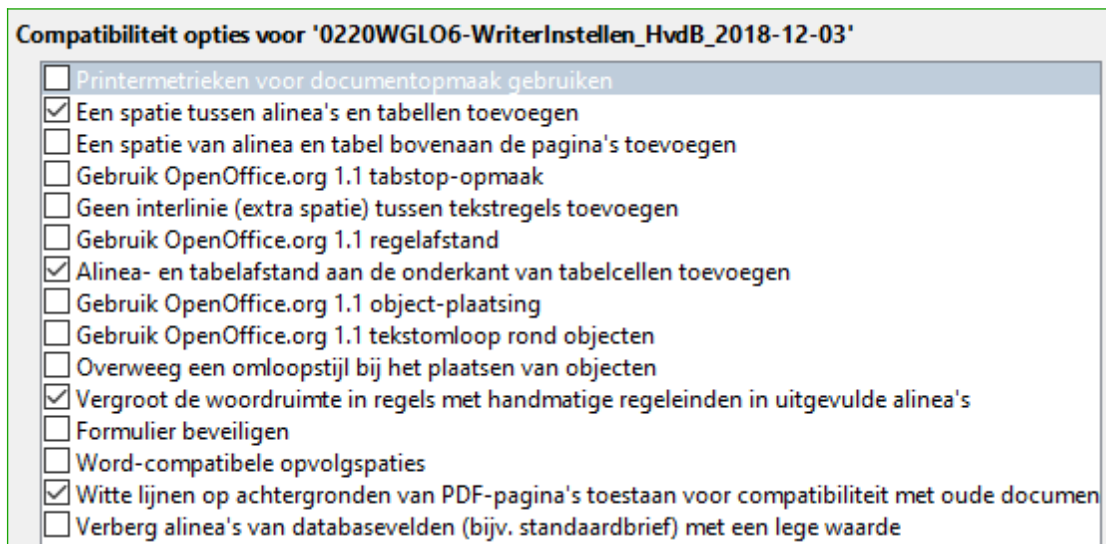 Compatibiliteit opties voor '0220WGLO6-WriterInstellen_HvdB_2018-12-03'
Printermetrieken voor documentopmaak gebruiken
Een spatie tussen alinea's en tabellen toevoegen
Een spatie van alinea en tabel bovenaan de pagina's toevoegen
Gebruik OpenOffice.org 1.1 tabstop-opmaak
Geen interlinie (extra spatie) tussen tekstregels toevoegen
Gebruik OpenOffice.org 1.1 regelafstand
Alinea- en tabelafstand aan de onderkant van tabelcellen toevoegen
Gebruik OpenOffice.org 1.1 object-plaatsing
Gebruik OpenOffice.org 1.1 tekstomloop rond objecten
Overweeg een omloopstijl bij het plaatsen van objecten
Vergroot de woordruimte in regels met handmatige regeleinden in uitgevulde alinea's
Formulier beveiligen
Word-compatibele opvolgspaties
Witte lijnen op achtergronden van PDF-pagina's toestaan voor compatibiliteit met oude documen
Verberg alinea's van databasevelden (bijv. standaardbrief) met een lege waarde